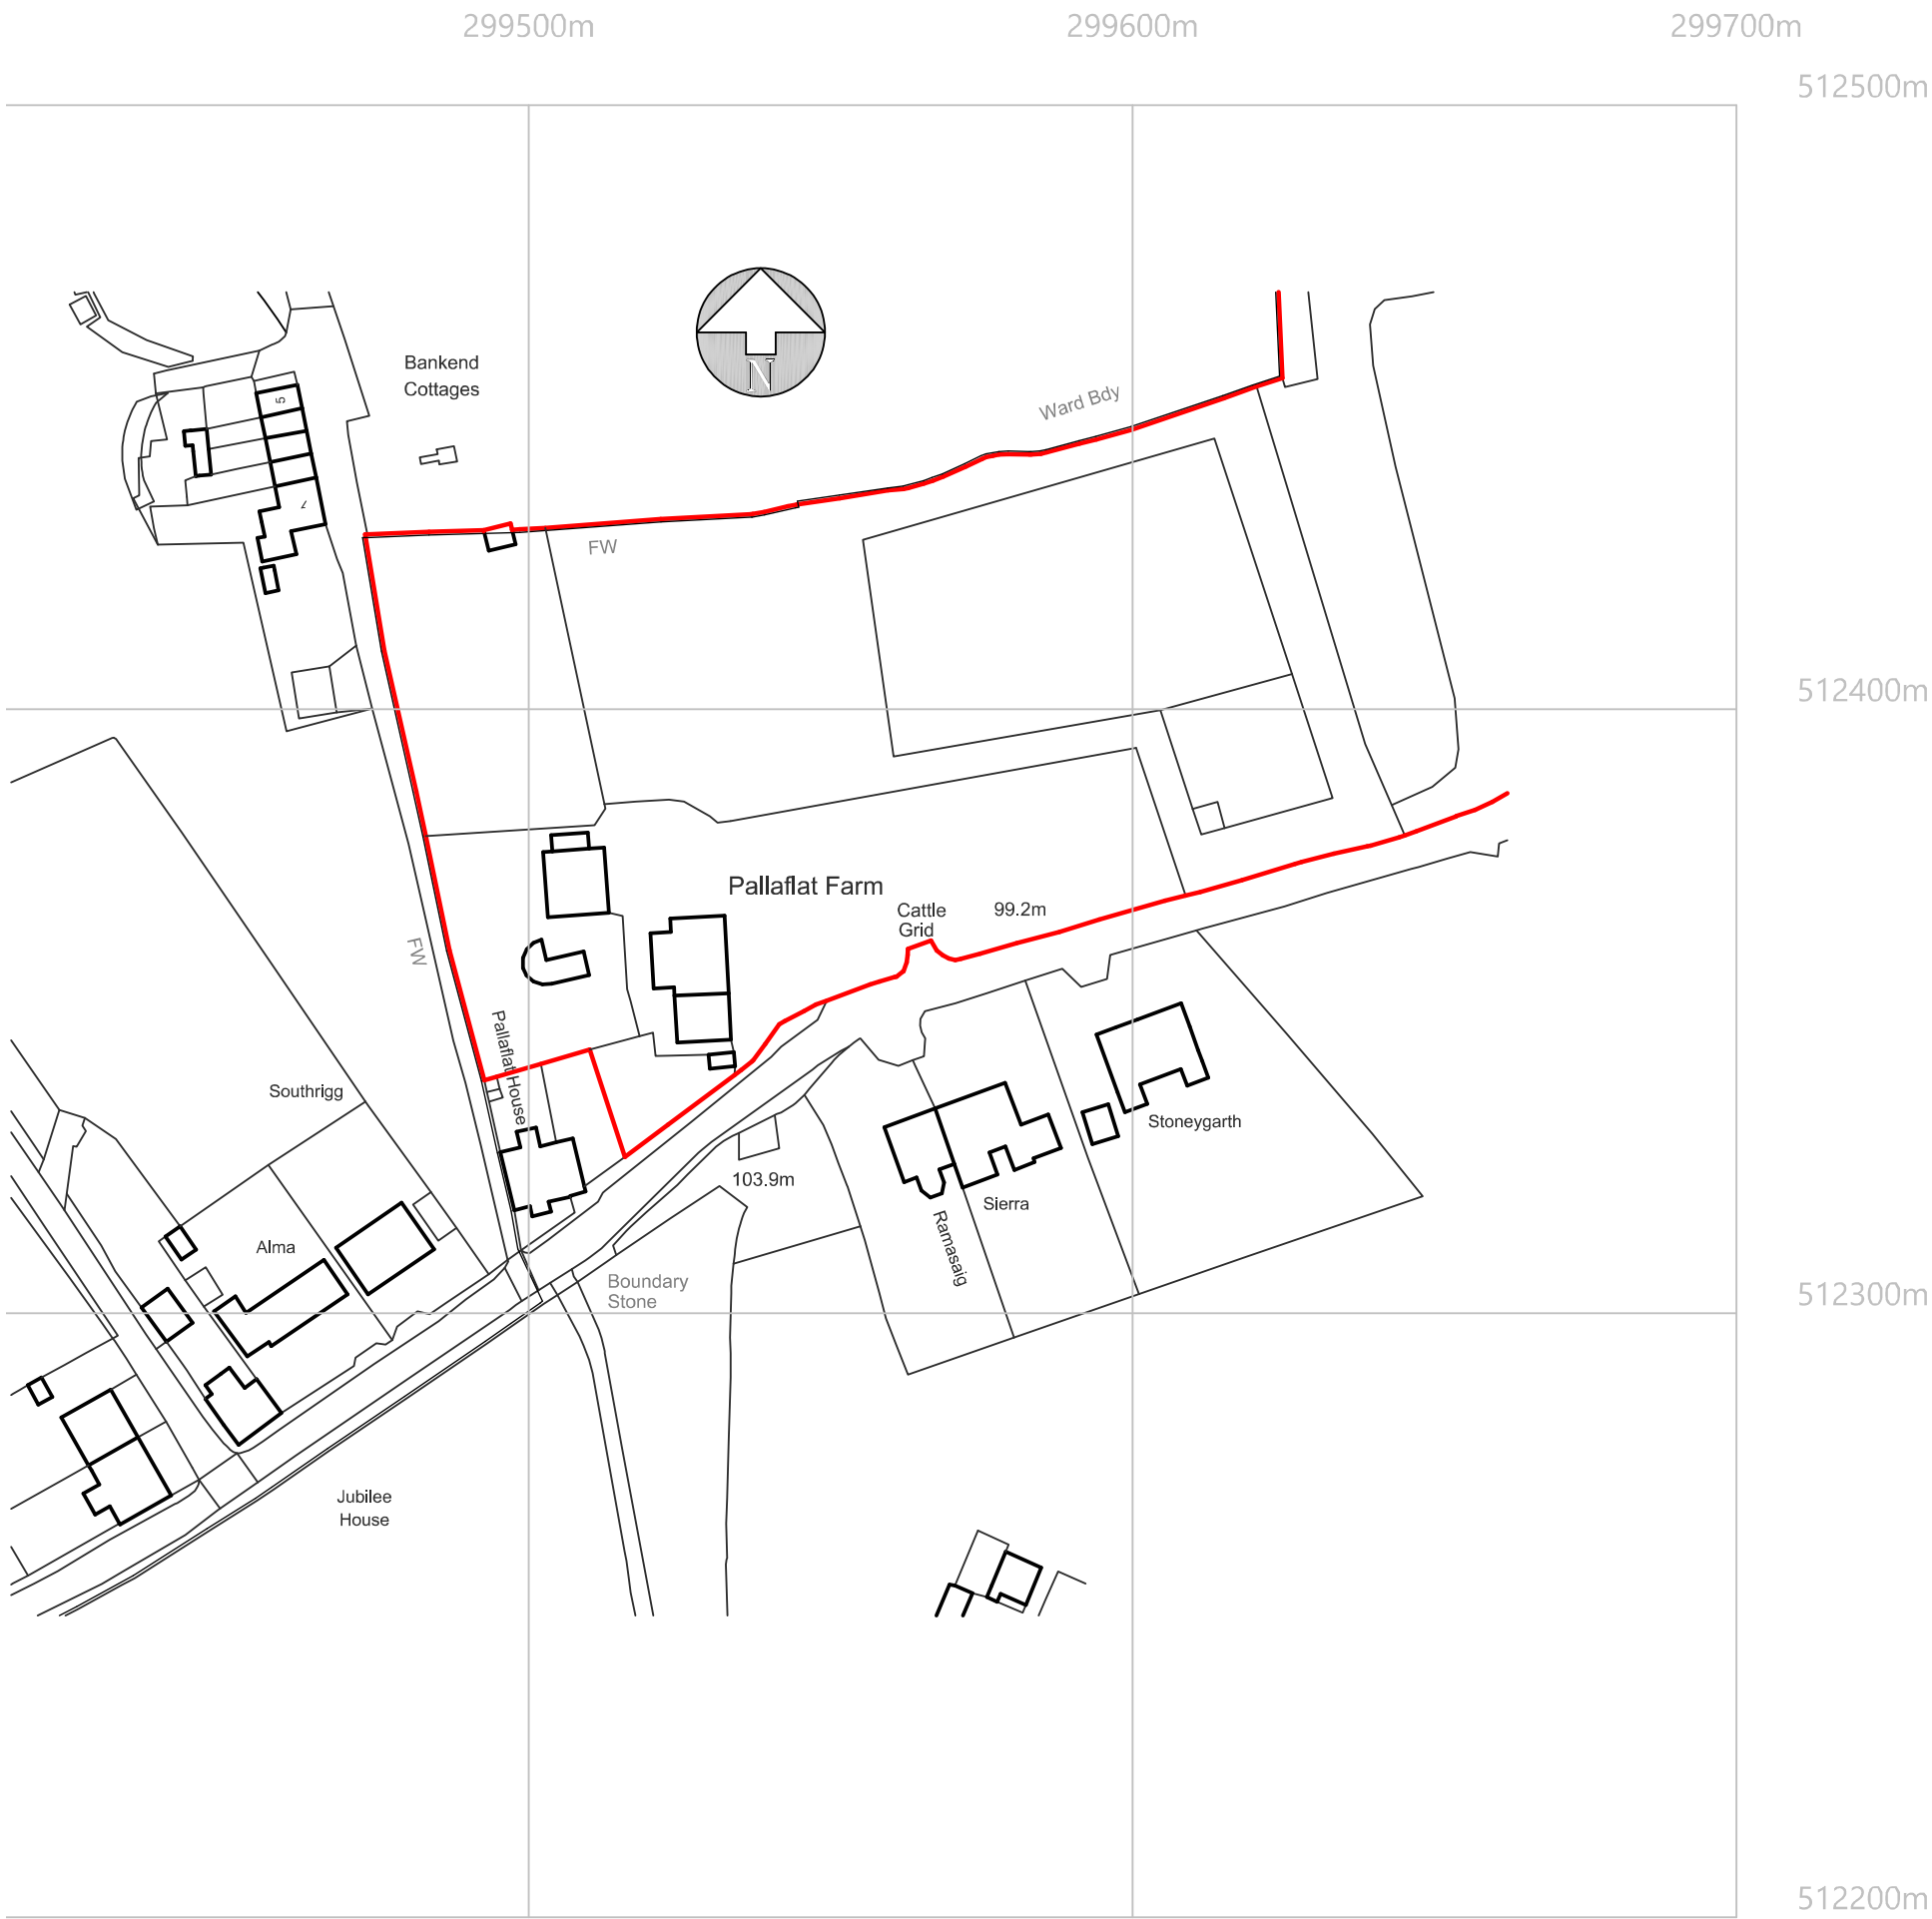 299500m
299600m
299700m
512500m
Bankend
Cottages
5
7
N
Ward Bdy
FW
512400m
Pallaflat Farm
Cattle
Grid
99.2m
FW
Pallaflat House
Southrigg
Stoneygarth
103.9m
Sierra
Ramasaig
Alma
Boundary
Stone
512300m
Jubilee
House
512200m